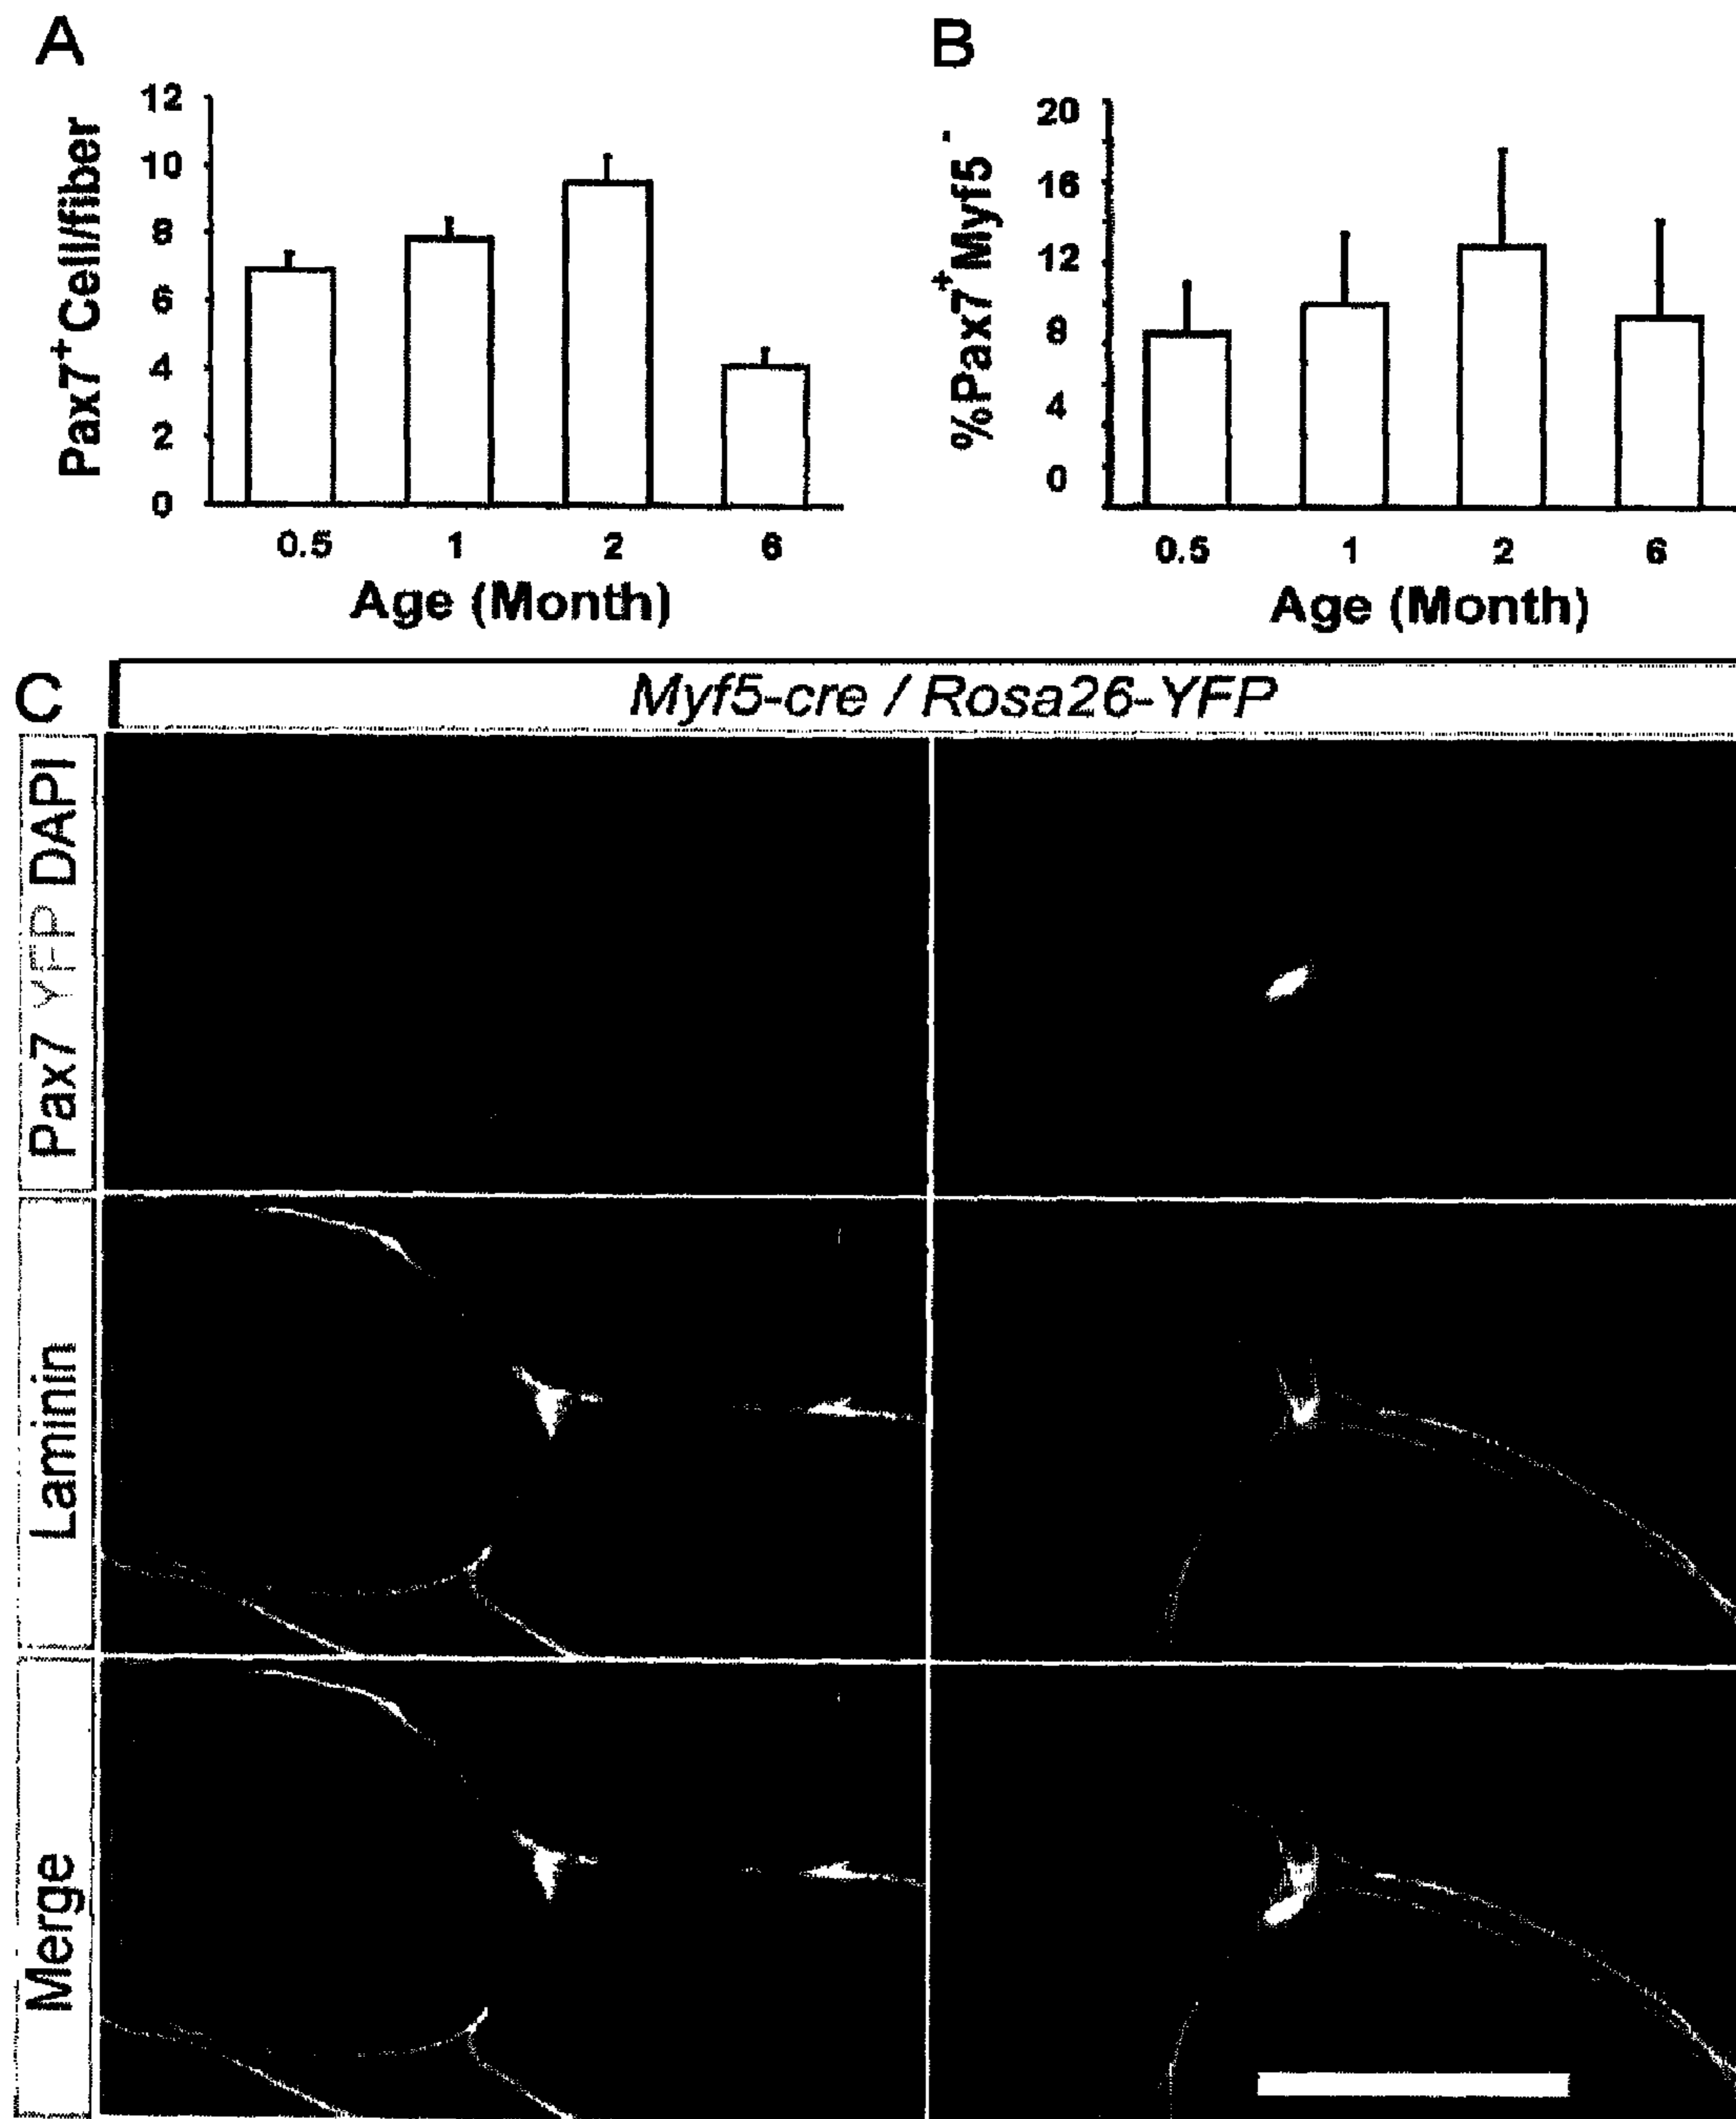 A
Pax7⁺ Cell/fiber
12
10
8
6
4
2
0
0.5 1 2 6
Age (Month)
B
%Pax7⁺Myf5⁻
20
16
12
8
4
0
0.5 1 2 6
Age (Month)
C
Myf5-cre / Rosa26-YFP
Pax7 YFP DAPI
Laminin
Merge